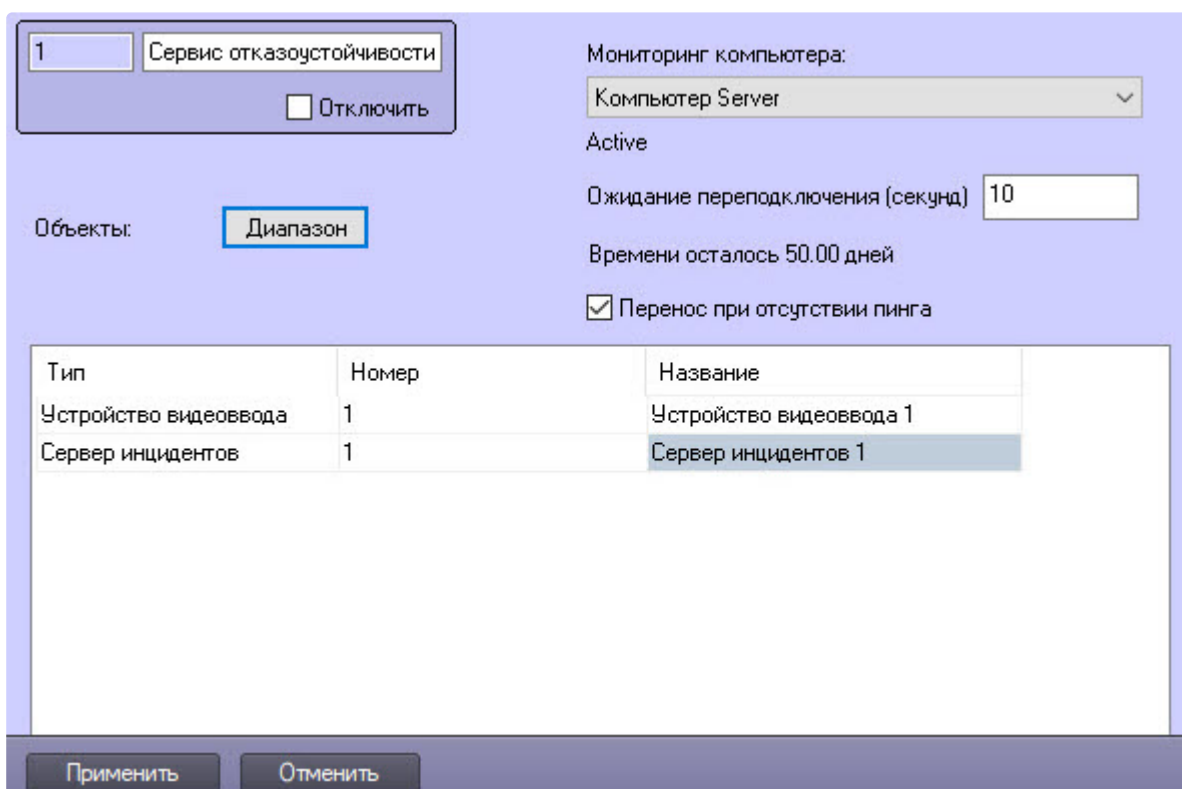 1 Сервис отказоустойчивости
Отключить
Мониторинг компьютера:
Компьютер Server
Active
Ожидание переподключения (секунд) 10
Объекты: Диапазон
Времени осталось 50.00 дней
Перенос при отсутствии пинга
Тип Номер Название
Устройство видеоввода 1 Устройство видеоввода 1
Сервер инцидентов 1 Сервер инцидентов 1
Применить Отменить